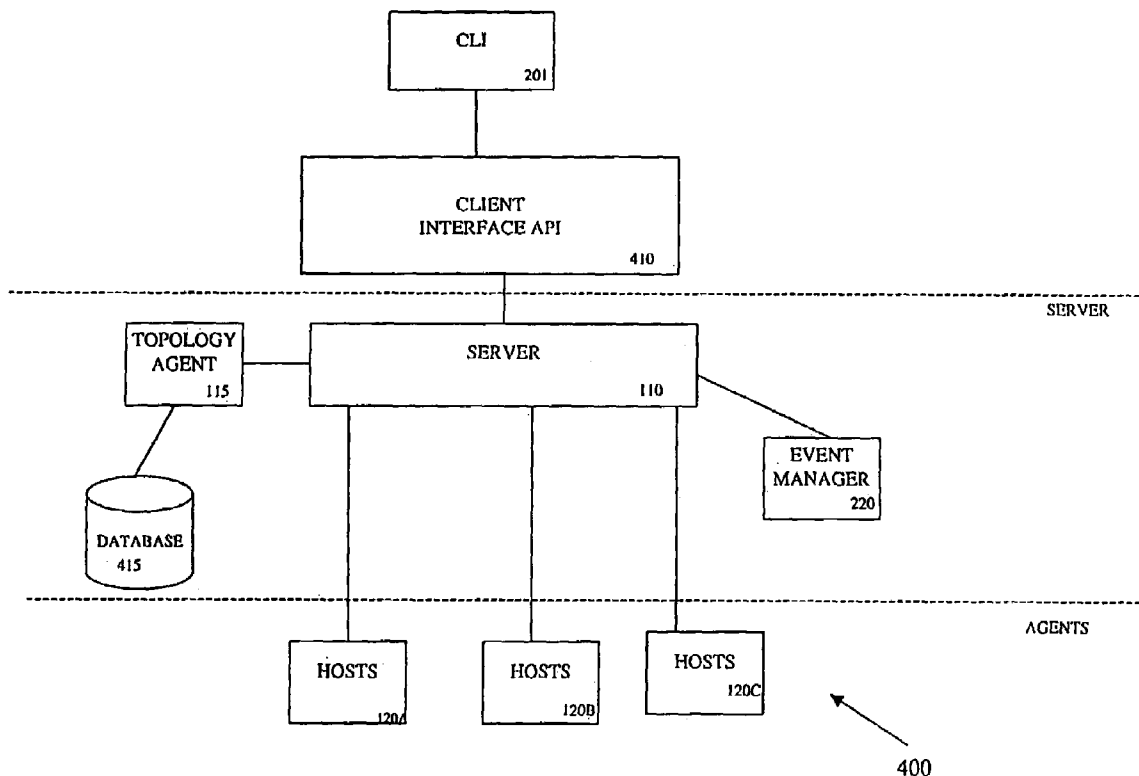 CLI
201
CLIENT
INTERFACE API
410
SERVER
TOPOLOGY
AGENT
115
SERVER
110
EVENT
MANAGER
220
DATABASE
415
AGENTS
HOSTS
120A
HOSTS
120B
HOSTS
120C
400